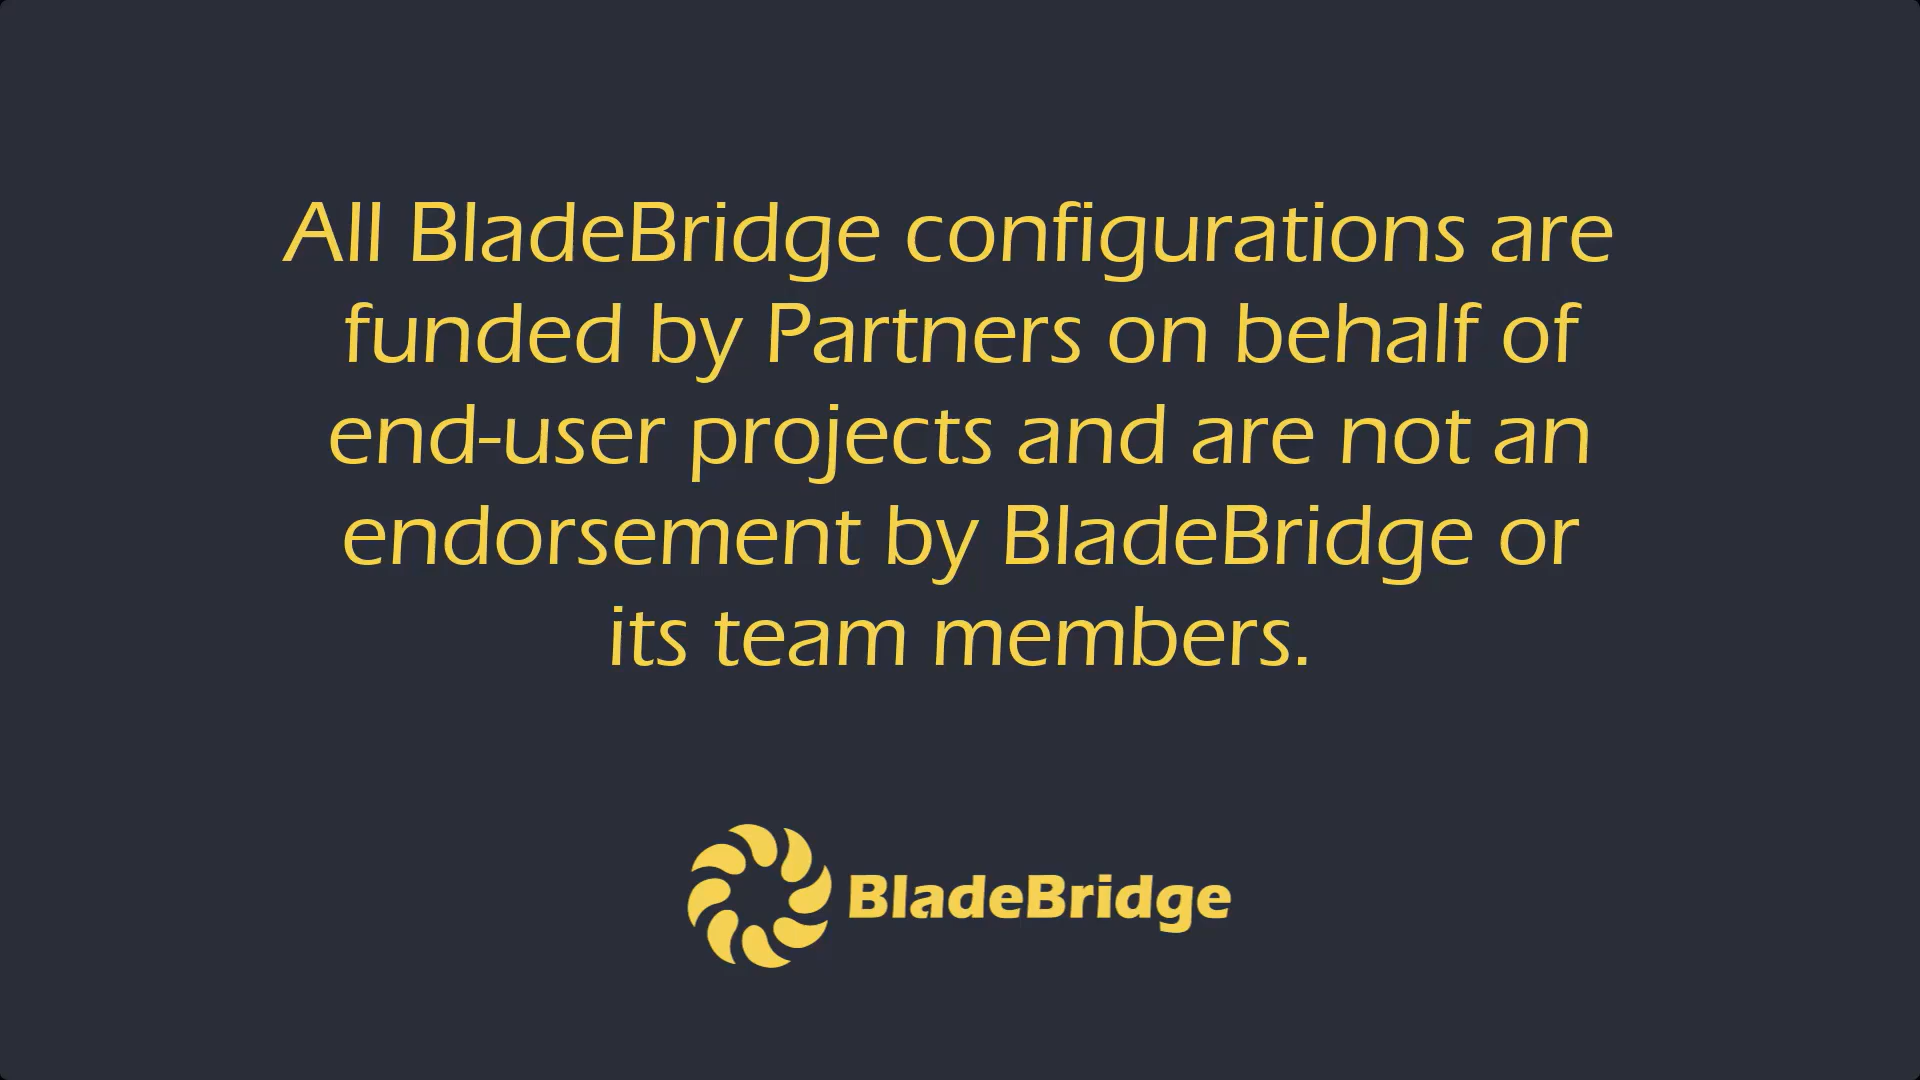 All BladeBridge configurations are
funded by Partners on behalf of
end-user projects and are not an
endorsement by BladeBridge or
its team members.
BladeBridge